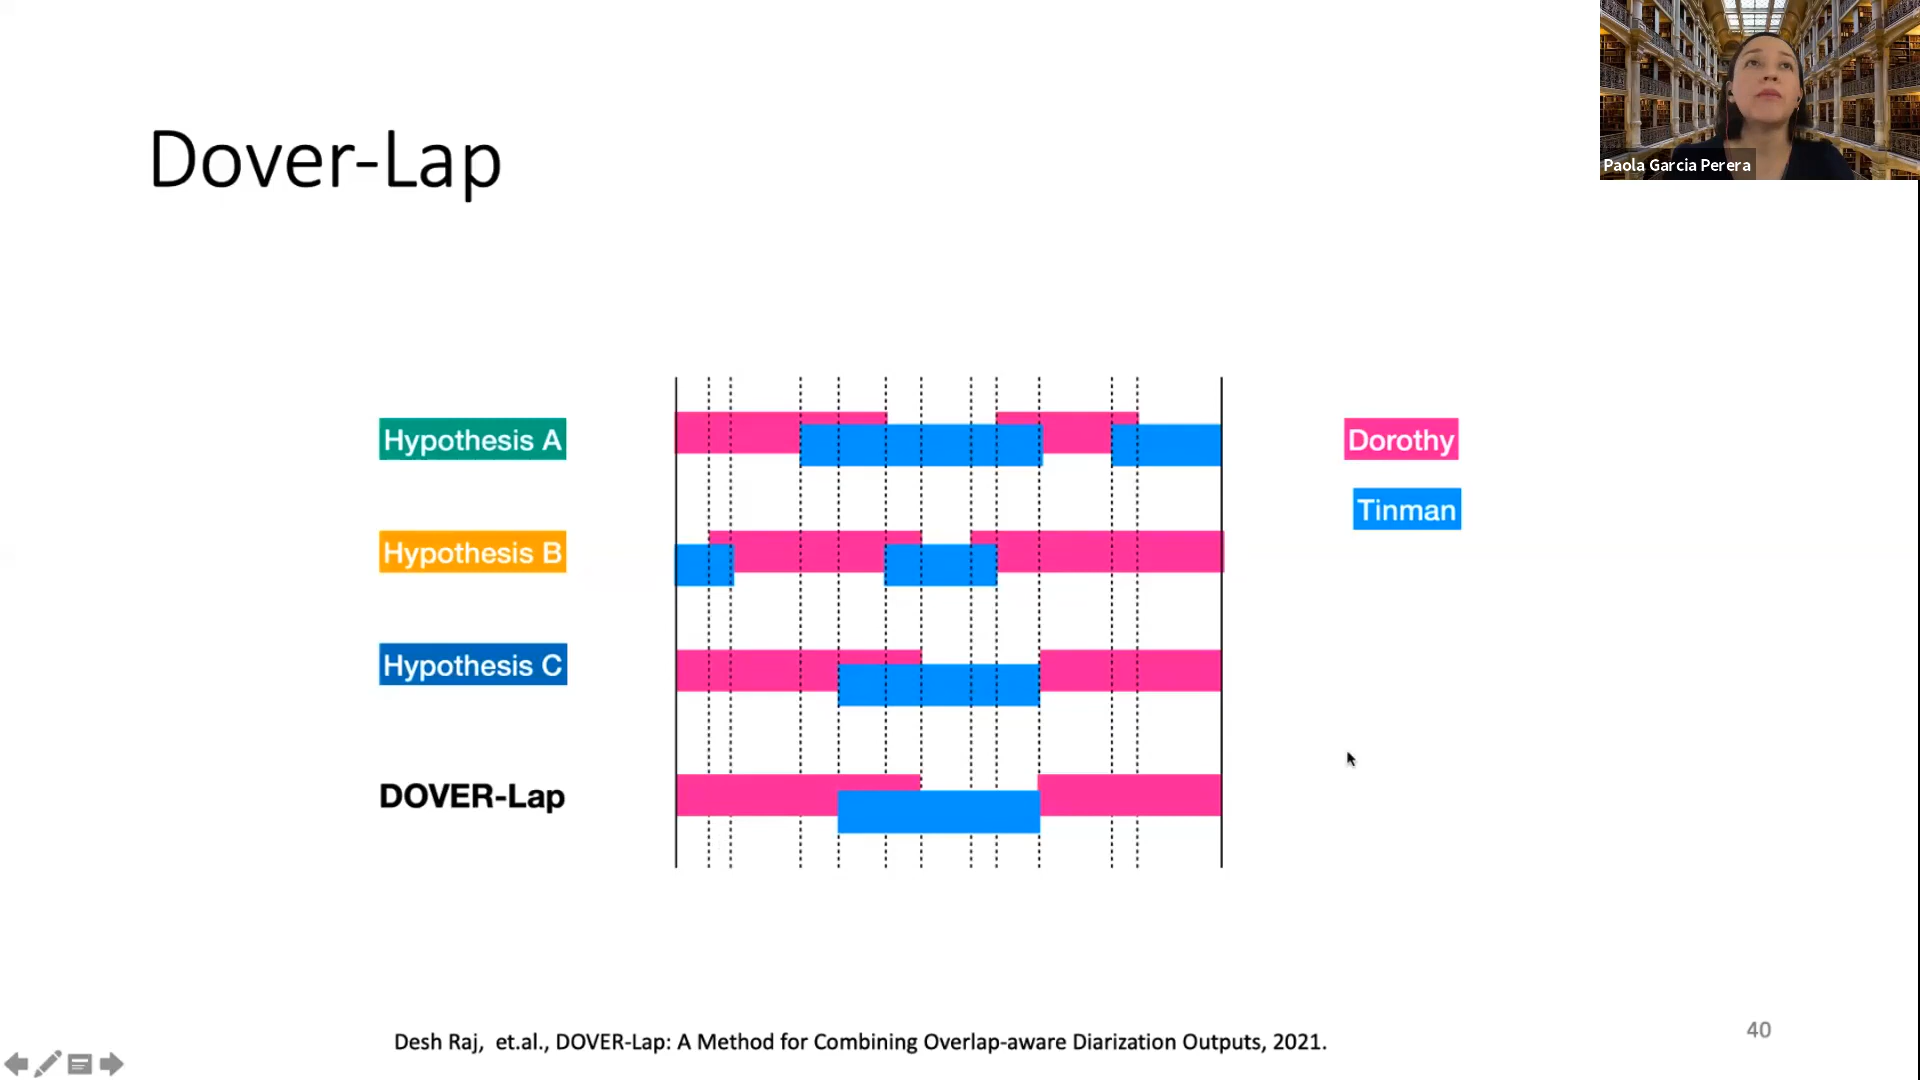 Paola Garcia Perera
Dover-Lap
Hypothesis A
Dorothy
Tinman
Hypothesis B
Hypothesis C
DOVER-Lap
Desh Raj, et.al., DOVER-Lap: A Method for Combining Overlap-aware Diarization Outputs, 2021.
40